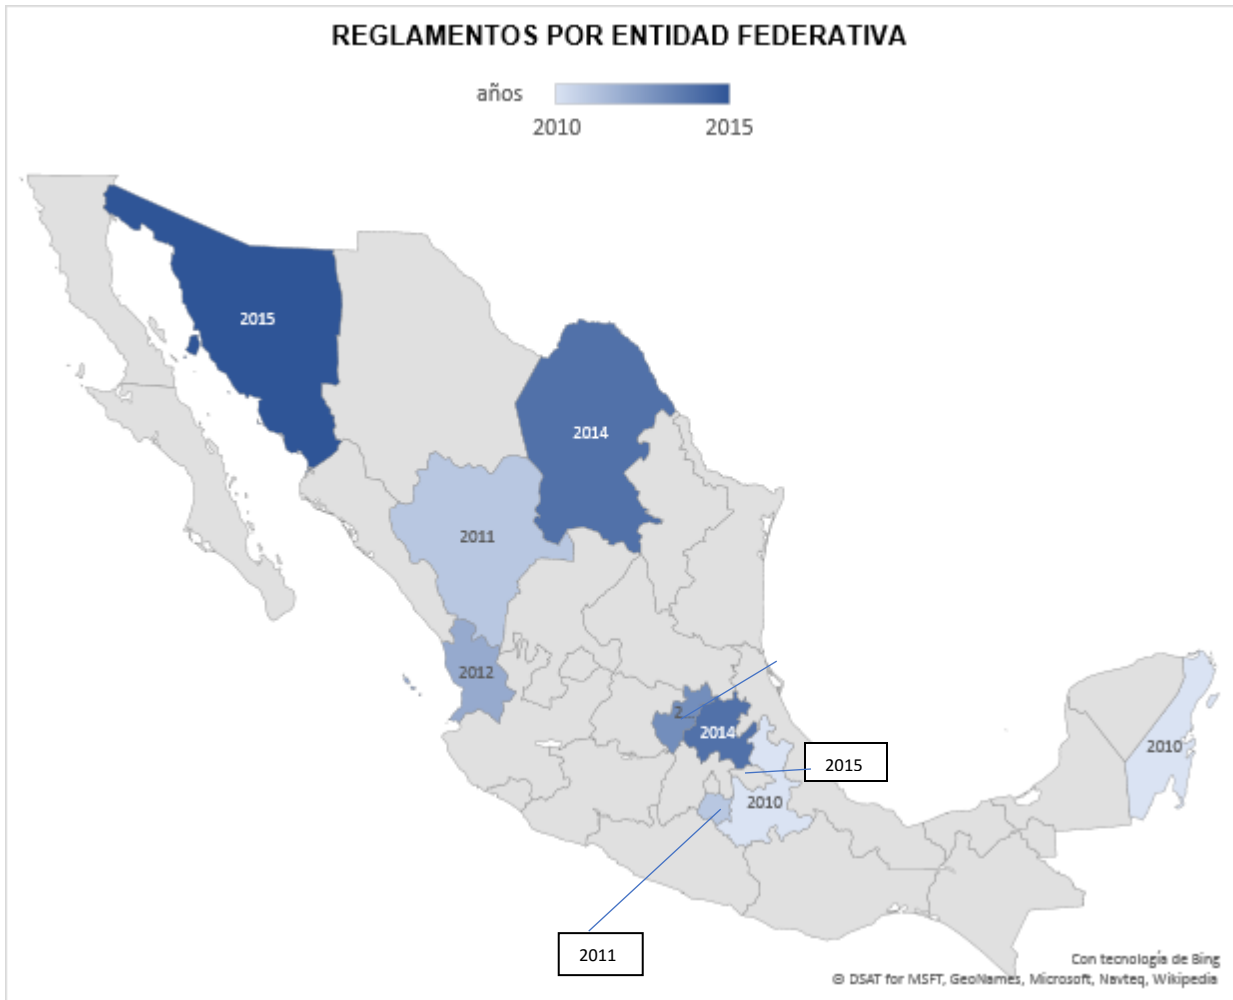 REGLAMENTOS POR ENTIDAD FEDERATIVA
años
2010 2015
2015
2014
2011
2012
2...
2014
2010
2015
2010
2011
Con tecnología de Bing
© DSAT for MSFT, GeoNames, Microsoft, Navteq, Wikipedia